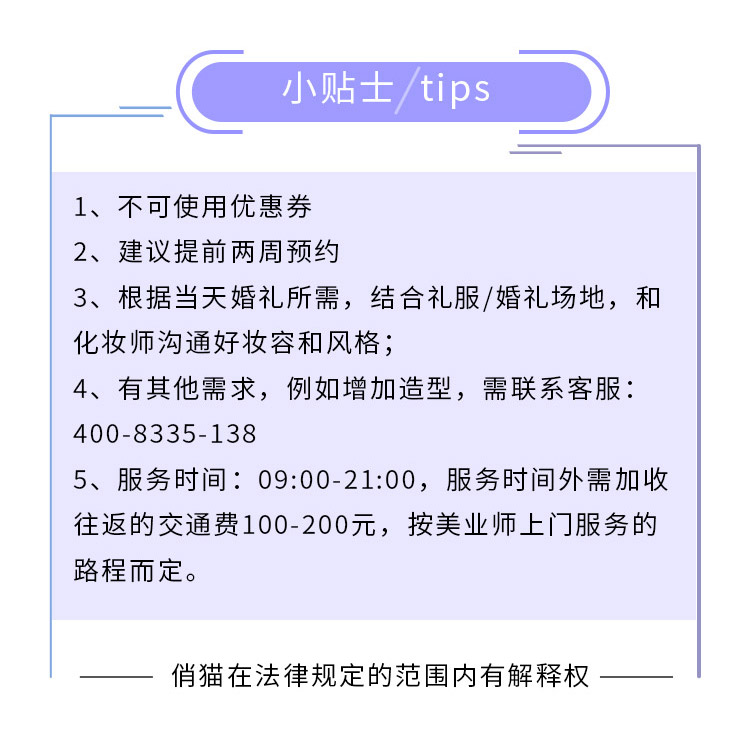 小贴士/tips
1、不可使用优惠券
2、建议提前两周预约
3、根据当天婚礼所需，结合礼服/婚礼场地，和
化妆师沟通好妆容和风格；
4、有其他需求，例如增加造型，需联系客服：
400-8335-138
5、服务时间：09:00-21:00，服务时间外需加收
往返的交通费100-200元，按美业师上门服务的
路程而定。
俏猫在法律规定的范围内有解释权